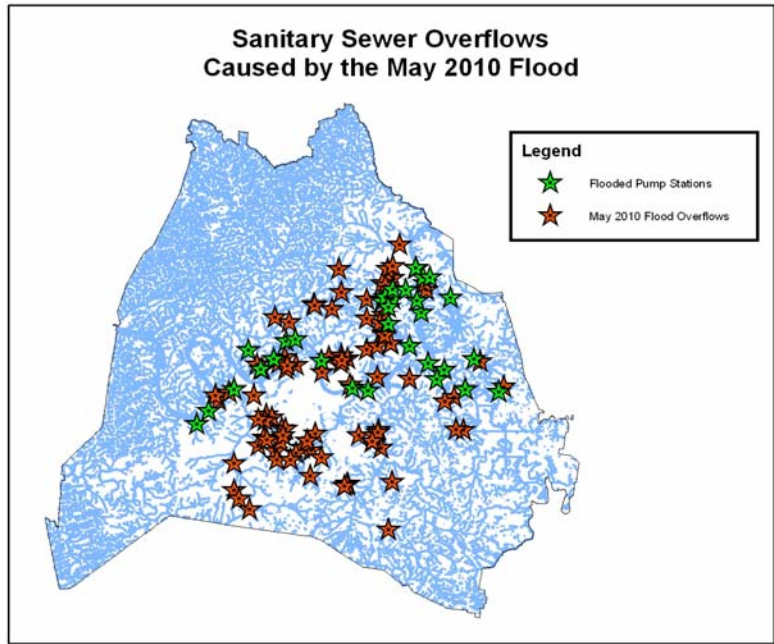 Sanitary Sewer Overflows
Caused by the May 2010 Flood
Legend
Flooded Pump Stations
May 2010 Flood Overflows